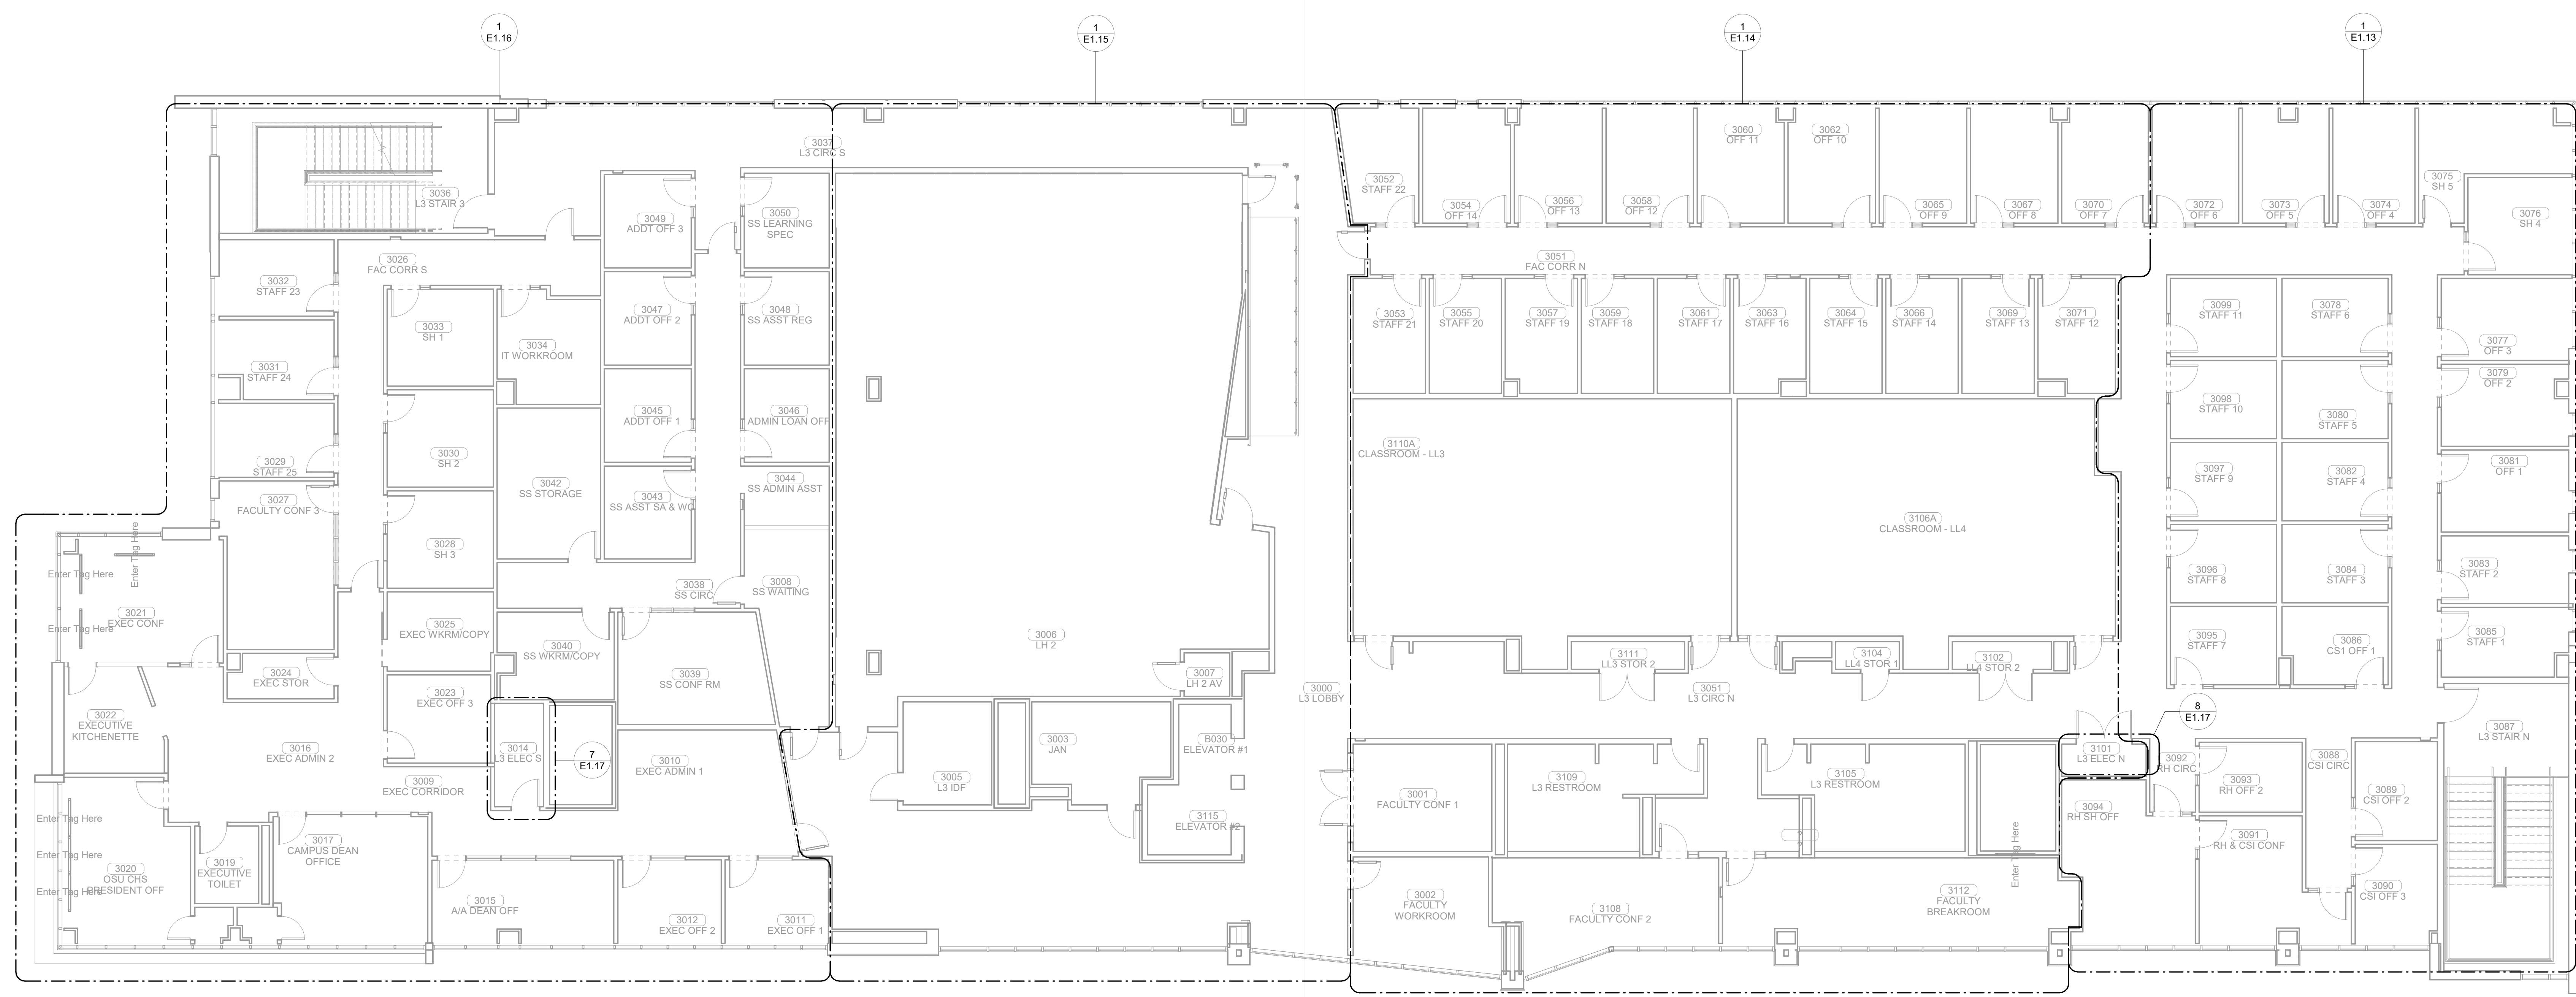 1
E1.16
1
E1.15
1
E1.14
1
E1.13
3037
L3 CIRC S
3036
L3 STAIR 3
3049
ADDT OFF 3
3050
SS LEARNING
SPEC
3026
FAC CORR S
3032
STAFF 23
3033
SH 1
3034
IT WORKROOM
3047
ADDT OFF 2
3048
SS ASST REG
3031
STAFF 24
3030
SH 2
3045
ADDT OFF 1
3046
ADMIN LOAN OFF
3029
STAFF 25
3027
FACULTY CONF 3
3042
SS STORAGE
3043
SS ASST SA & WC
3044
SS ADMIN ASST
3028
SH 3
3038
SS CIRC
3008
SS WAITING
Enter Tag Here
Enter Tag Here
Enter Tag Here
3021
EXEC CONF
3025
EXEC WKRM/COPY
3040
SS WKRM/COPY
3039
SS CONF RM
3024
EXEC STOR
3023
EXEC OFF 3
3022
EXECUTIVE
KITCHENETTE
3016
EXEC ADMIN 2
3009
EXEC CORRIDOR
3014
L3 ELEC S
7
E1.17
3010
EXEC ADMIN 1
Enter Tag Here
Enter Tag Here
Enter Tag Here
3020
OSU CHS
PRESIDENT OFF
3019
EXECUTIVE
TOILET
3017
CAMPUS DEAN
OFFICE
3015
A/A DEAN OFF
3012
EXEC OFF 2
3011
EXEC OFF 1
3006
LH 2
3007
LH 2 AV
3005
L3 IDF
3003
JAN
B030
ELEVATOR #1
3115
ELEVATOR #2
3000
L3 LOBBY
3052
STAFF 22
3054
OFF 14
3056
OFF 13
3058
OFF 12
3060
OFF 11
3062
OFF 10
3065
OFF 9
3067
OFF 8
3070
OFF 7
3072
OFF 6
3073
OFF 5
3074
OFF 4
3075
SH 5
3076
SH 4
3051
FAC CORR N
3053
STAFF 21
3055
STAFF 20
3057
STAFF 19
3059
STAFF 18
3061
STAFF 17
3063
STAFF 16
3064
STAFF 15
3066
STAFF 14
3069
STAFF 13
3071
STAFF 12
3099
STAFF 11
3078
STAFF 6
3077
OFF 3
3079
OFF 2
3098
STAFF 10
3080
STAFF 5
3110A
CLASSROOM - LL3
3106A
CLASSROOM - LL4
3097
STAFF 9
3082
STAFF 4
3081
OFF 1
3096
STAFF 8
3084
STAFF 3
3083
STAFF 2
3095
STAFF 7
3086
CS1 OFF 1
3085
STAFF 1
3111
LL3 STOR 2
3104
LL4 STOR 1
3102
LL4 STOR 2
3051
L3 CIRC N
8
E1.17
3101
L3 ELEC N
3092
RH CIRC
3088
CSI CIRC
3087
L3 STAIR N
3001
FACULTY CONF 1
3109
L3 RESTROOM
3105
L3 RESTROOM
?
3093
RH OFF 2
3089
CSI OFF 2
3094
RH SH OFF
3091
RH & CSI CONF
3090
CSI OFF 3
Enter Tag Here
3002
FACULTY
WORKROOM
3108
FACULTY CONF 2
3112
FACULTY
BREAKROOM